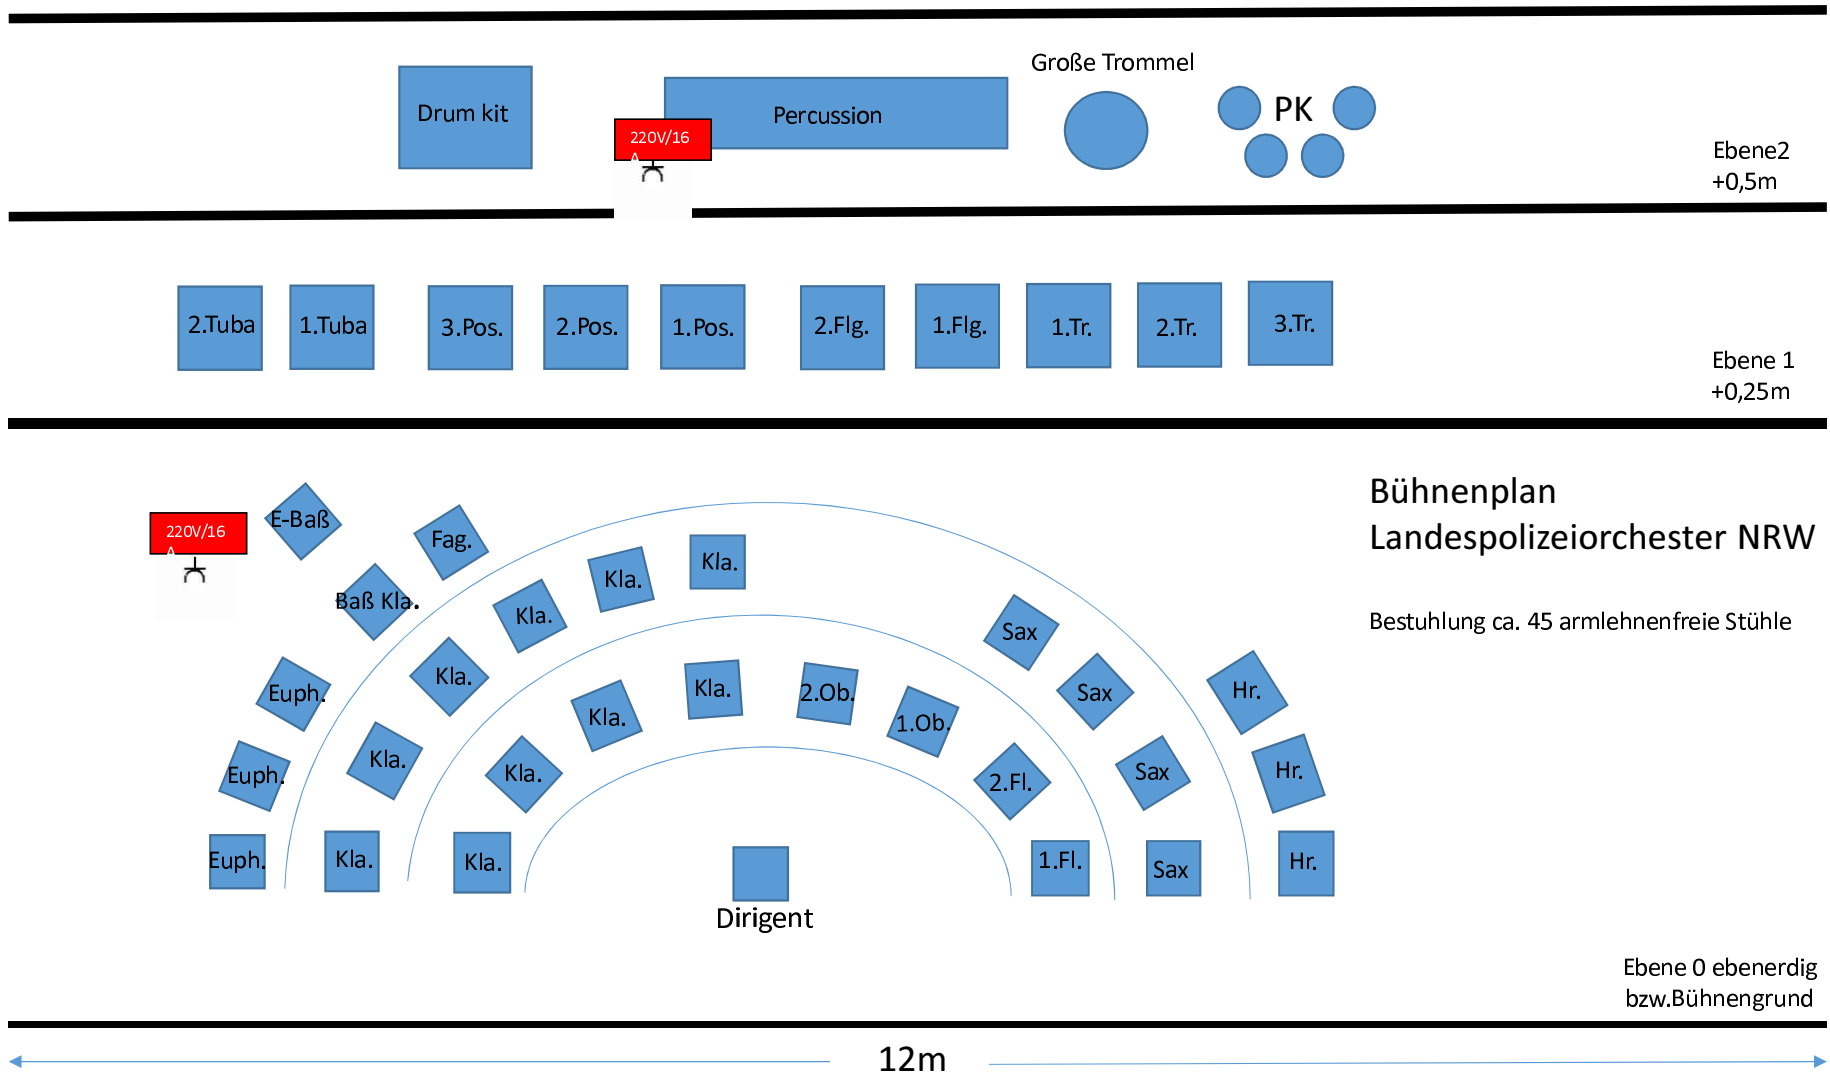 Große Trommel
Drum kit
Percussion
PK
220V/16
A
Ebene2
+0,5m
2.Tuba
1.Tuba
3.Pos.
2.Pos.
1.Pos.
2.Flg.
1.Flg.
1.Tr.
2.Tr.
3.Tr.
Ebene 1
+0,25m
Bühnenplan
Landespolizeiorchester NRW
Bestuhlung ca. 45 armlehnenfreie Stühle
220V/16
A
E-Baß
Fag.
Baß Kla.
Kla.
Kla.
Kla.
Kla.
Kla.
Kla.
Euph.
Euph.
Euph.
Kla.
Kla.
Kla.
Kla.
2.Ob.
1.Ob.
2.Fl.
1.Fl.
Sax
Sax
Sax
Sax
Hr.
Hr.
Hr.
Dirigent
Ebene 0 ebenerdig
bzw.Bühnengrund
12m